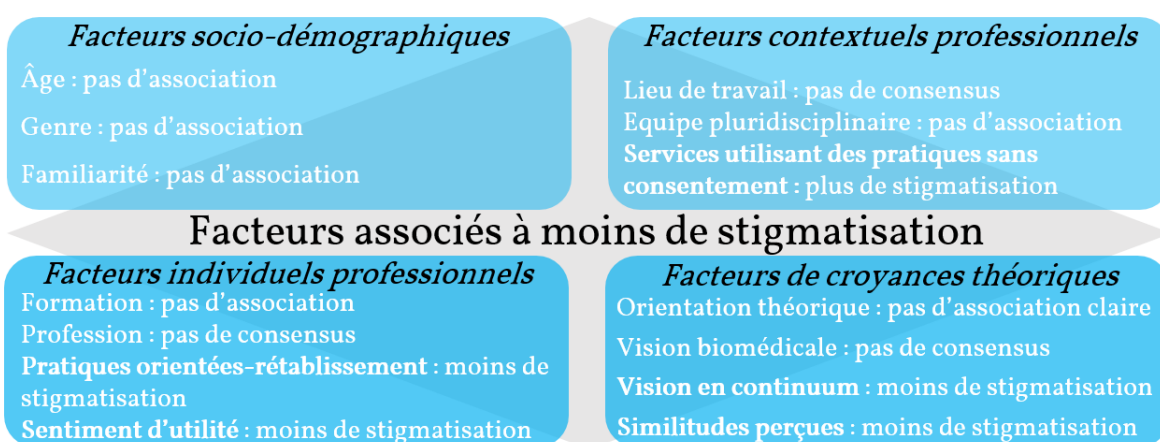 Facteurs socio-démographiques
Âge : pas d'association
Genre : pas d'association
Familiarité : pas d'association
Facteurs contextuels professionnels
Lieu de travail : pas de consensus
Equipe pluridisciplinaire : pas d'association
Services utilisant des pratiques sans
consentement : plus de stigmatisation
Facteurs associés à moins de stigmatisation
Facteurs individuels professionnels
Formation : pas d'association
Profession : pas de consensus
Pratiques orientées-rétablissement : moins de
stigmatisation
Sentiment d'utilité : moins de stigmatisation
Facteurs de croyances théoriques
Orientation théorique : pas d'association claire
Vision biomédicale : pas de consensus
Vision en continuum : moins de stigmatisation
Similitudes perçues : moins de stigmatisation